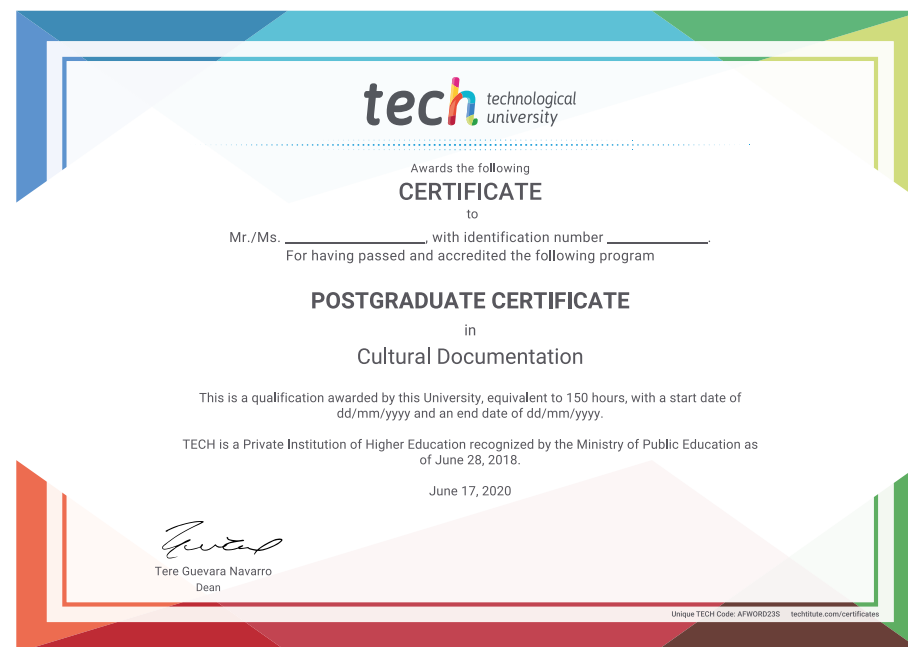 tech technological
university
Awards the following
CERTIFICATE
to
Mr./Ms. ____________________, with identification number ______________.
For having passed and accredited the following program
POSTGRADUATE CERTIFICATE
in
Cultural Documentation
This is a qualification awarded by this University, equivalent to 150 hours, with a start date of
dd/mm/yyyy and an end date of dd/mm/yyyy.
TECH is a Private Institution of Higher Education recognized by the Ministry of Public Education as
of June 28, 2018.
June 17, 2020
Tere Guevara Navarro
Dean
Unique TECH Code: AFWORD23S techtitute.com/certificates